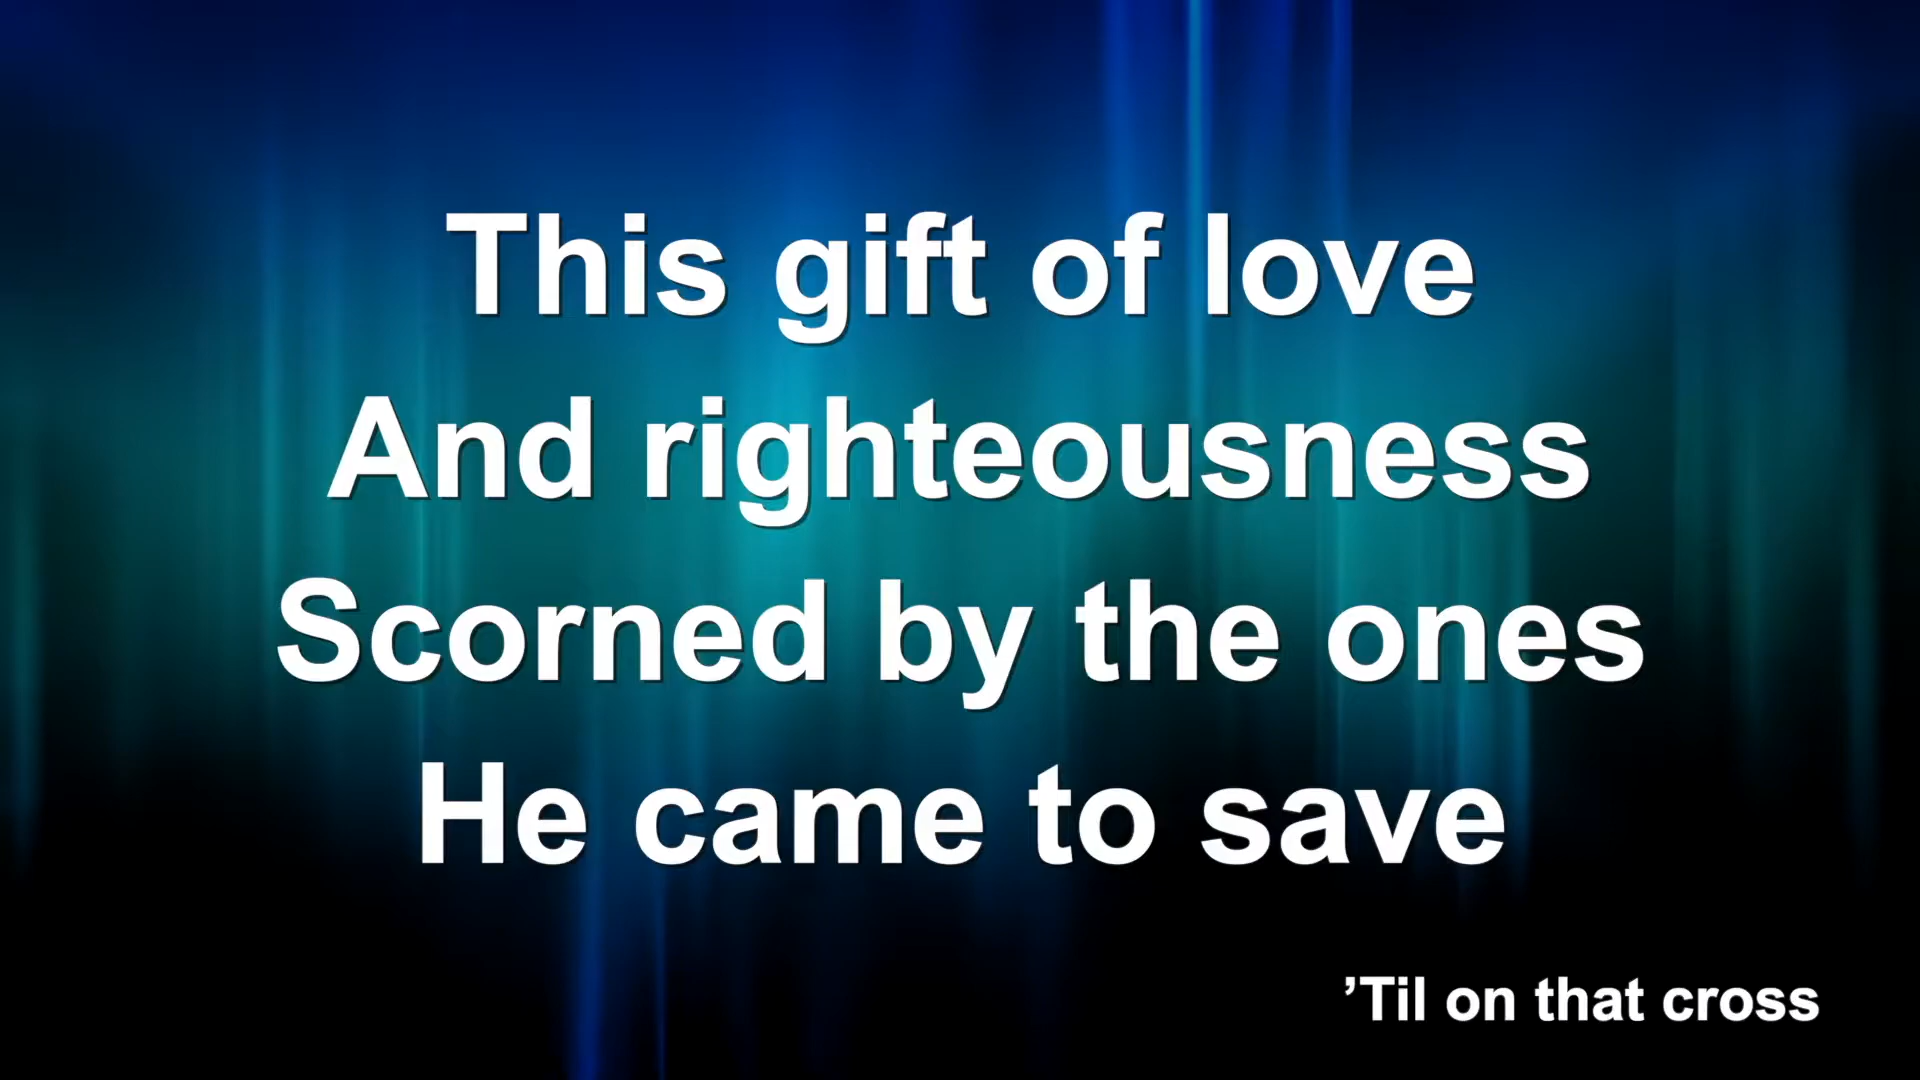 This gift of love
And righteousness
Scorned by the ones
He came to save
’Til on that cross